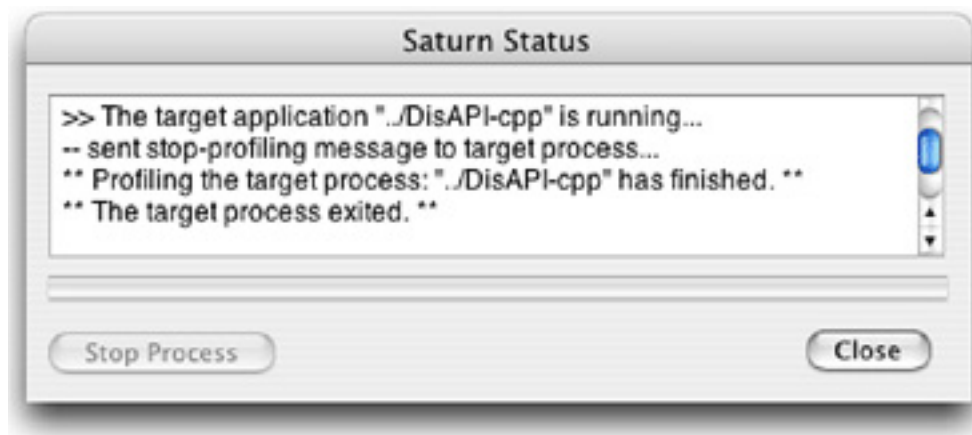 Saturn Status
>> The target application "../DisAPI-cpp" is running...
-- sent stop-profiling message to target process...
** Profiling the target process: "../DisAPI-cpp" has finished. **
** The target process exited. **
Stop Process
Close